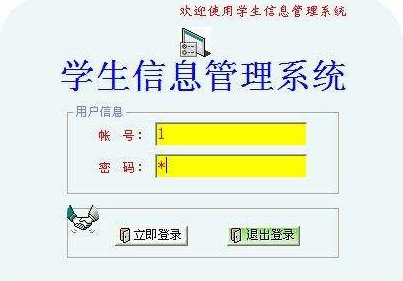 欢迎使用学生信息管理系统
学生信息管理系统
用户信息
帐 号： 1
密 码： *
立即登录 退出登录